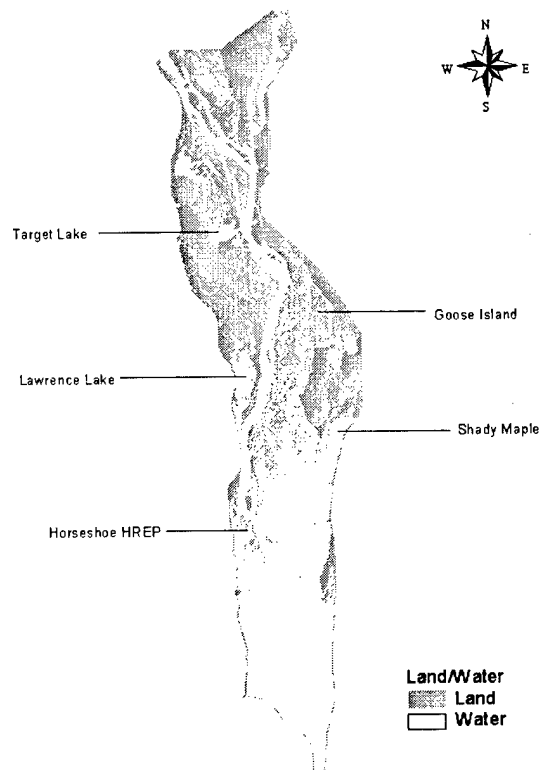 N
W E
S
Target Lake
Goose Island
Lawrence Lake
Shady Maple
Horseshoe HREP
Land/Water
Land
Water